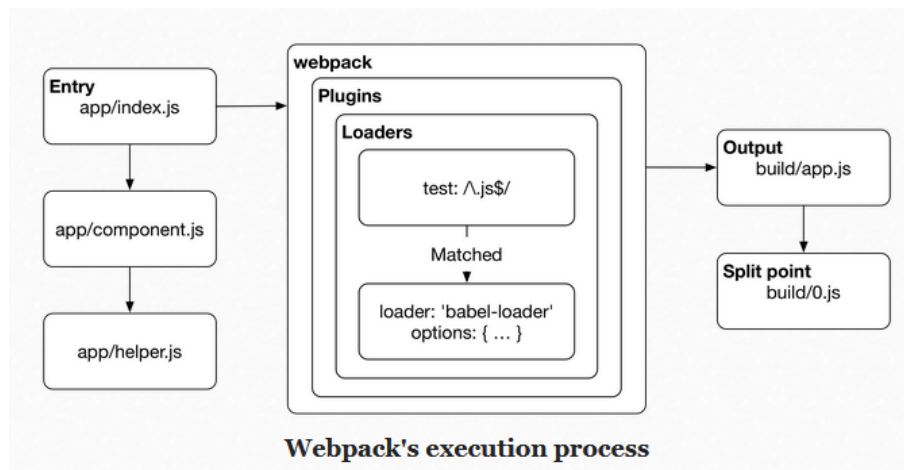 Entry
app/index.js
app/component.js
app/helper.js
webpack
Plugins
Loaders
test: /\.js$/
Matched
loader: 'babel-loader'
options: { ... }
Output
build/app.js
Split point
build/0.js
Webpack's execution process